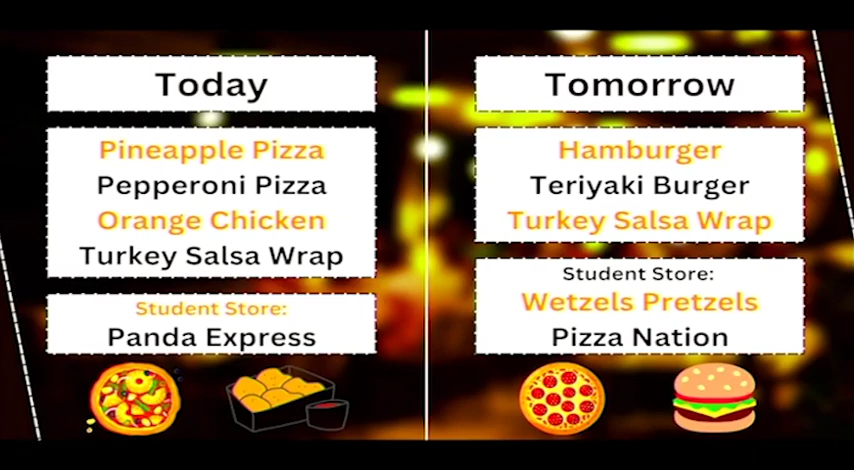 Today
Pineapple Pizza
Pepperoni Pizza
Orange Chicken
Turkey Salsa Wrap
Student Store:
Panda Express
Tomorrow
Hamburger
Teriyaki Burger
Turkey Salsa Wrap
Student Store:
Wetzels Pretzels
Pizza Nation